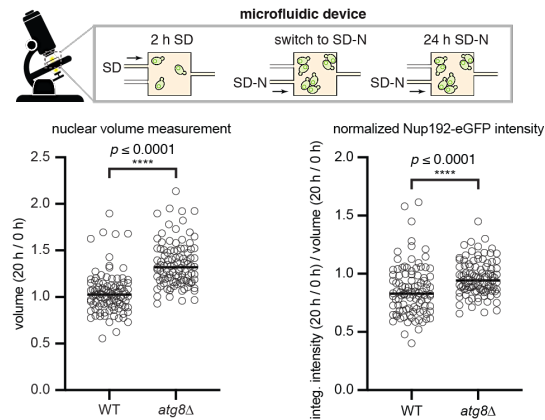 microfluidic device
2 h SD
switch to SD-N
24 h SD-N
SD
SD-N
SD-N
nuclear volume measurement
p ≤ 0.0001
****
volume (20 h / 0 h)
2.5
2.0
1.5
1.0
0.5
0.0
WT
atg8Δ
normalized Nup192-eGFP intensity
p ≤ 0.0001
****
integ. intensity (20 h / 0 h) / volume (20 h / 0 h)
2.0
1.5
1.0
0.5
0.0
WT
atg8Δ